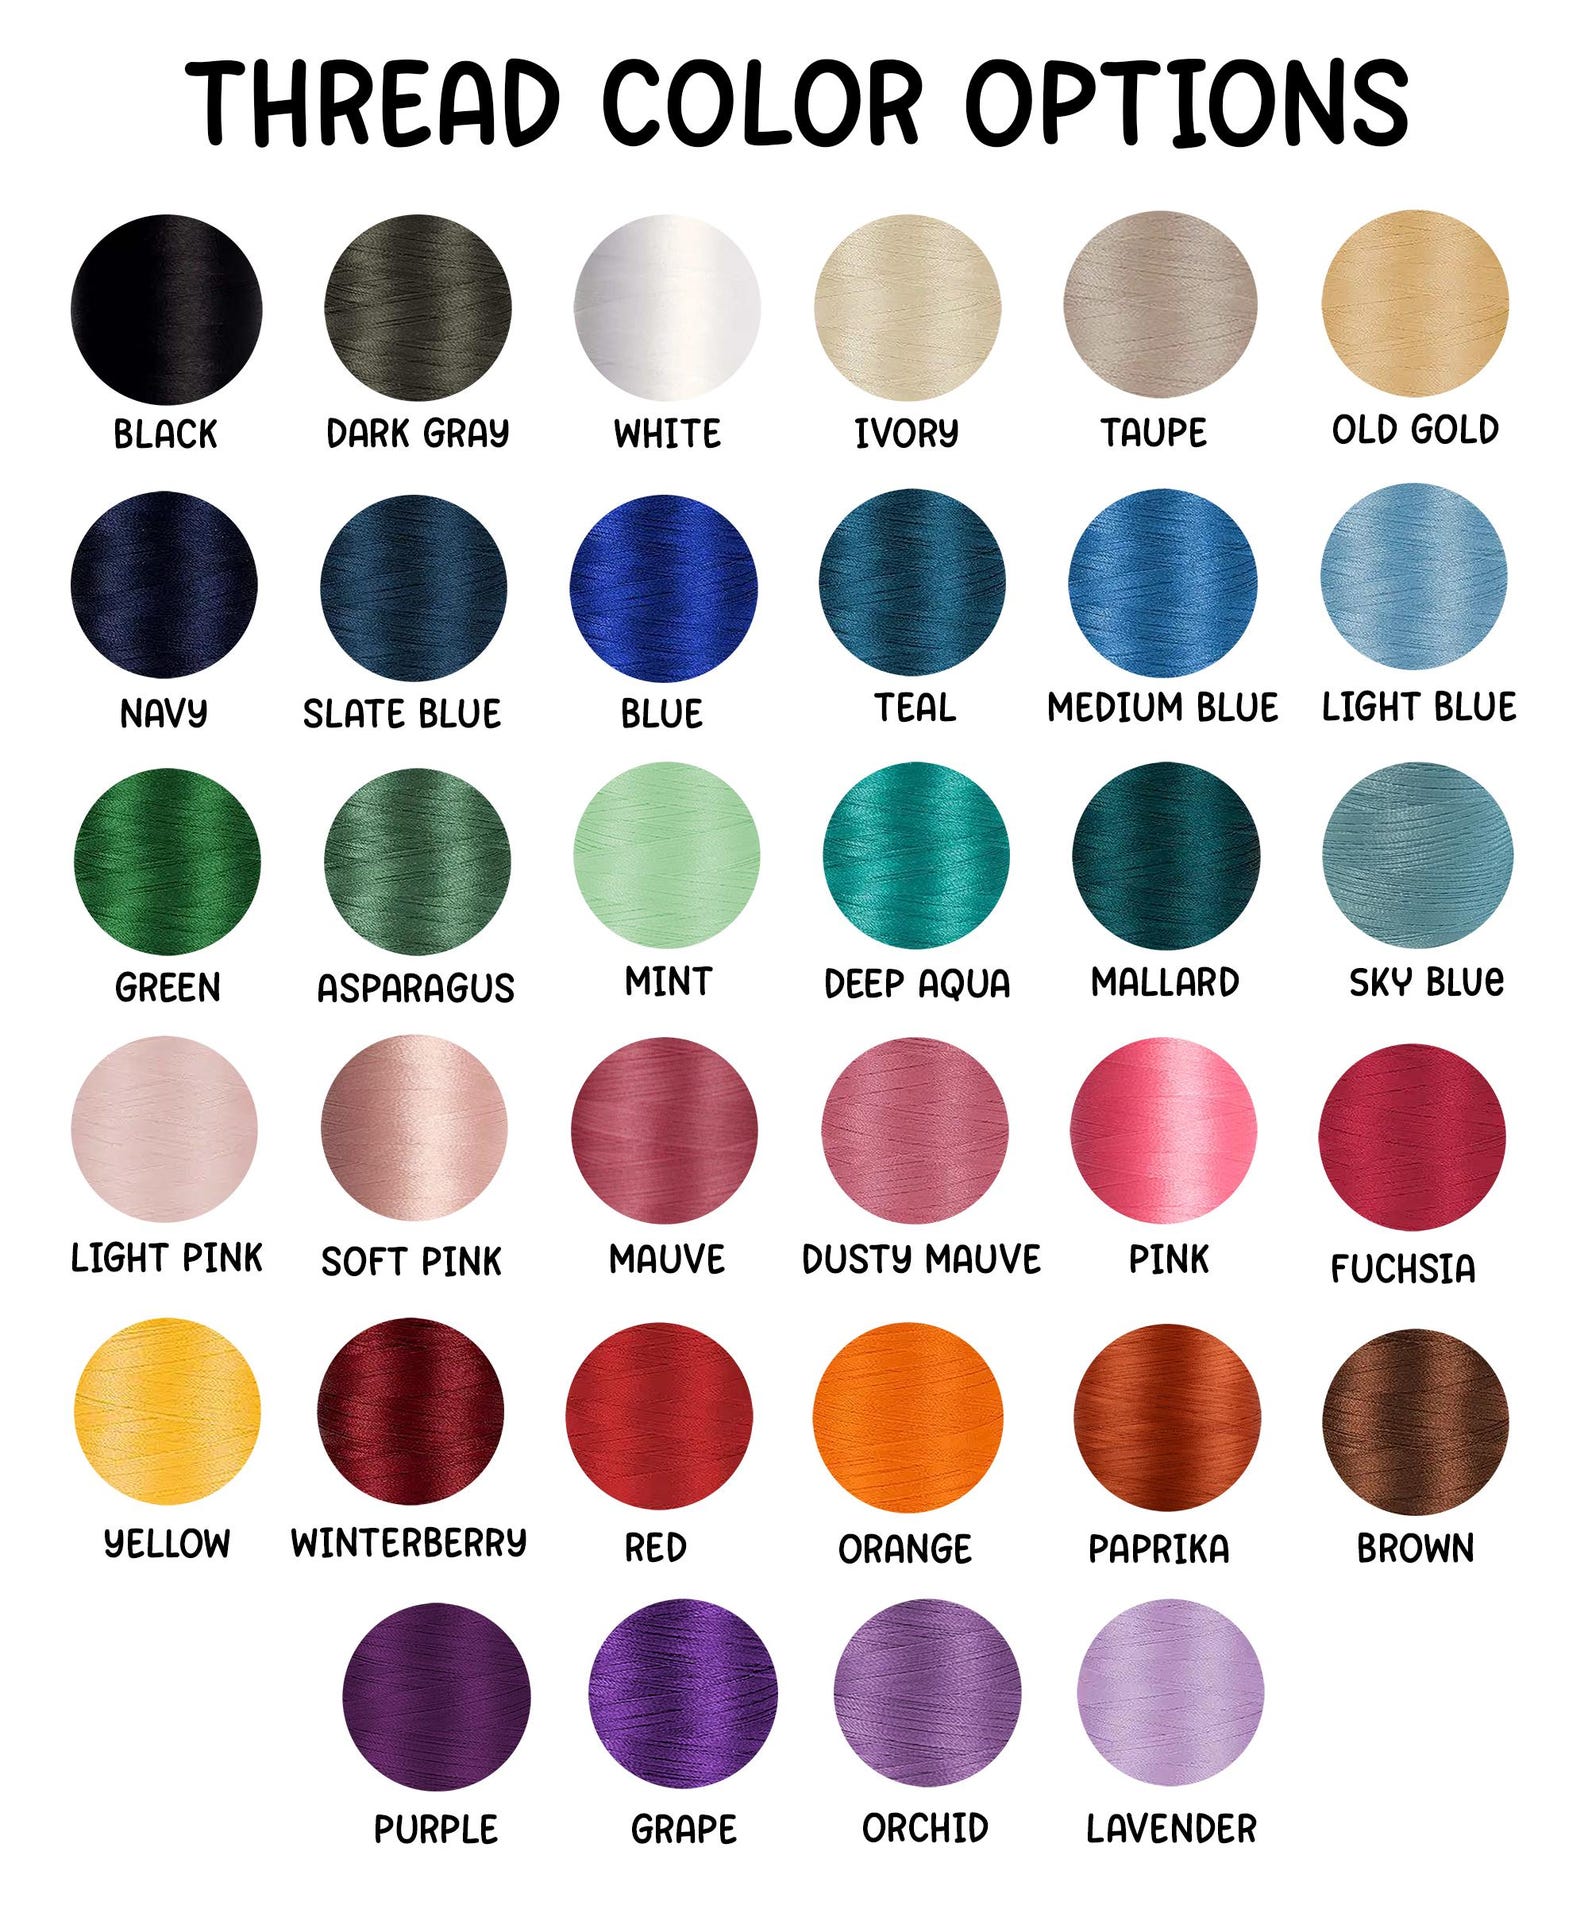 THREAD COLOR OPTIONS
BLACK DARK GRAY WHITE IVORY TAUPE OLD GOLD
NAVY SLATE BLUE BLUE TEAL MEDIUM BLUE LIGHT BLUE
GREEN ASPARAGUS MINT DEEP AQUA MALLARD SKY BLUe
LIGHT PINK SOFT PINK MAUVE DUSTY MAUVE PINK FUCHSIA
YELLOW WINTERBERRY RED ORANGE PAPRIKA BROWN
PURPLE GRAPE ORCHID LAVENDER